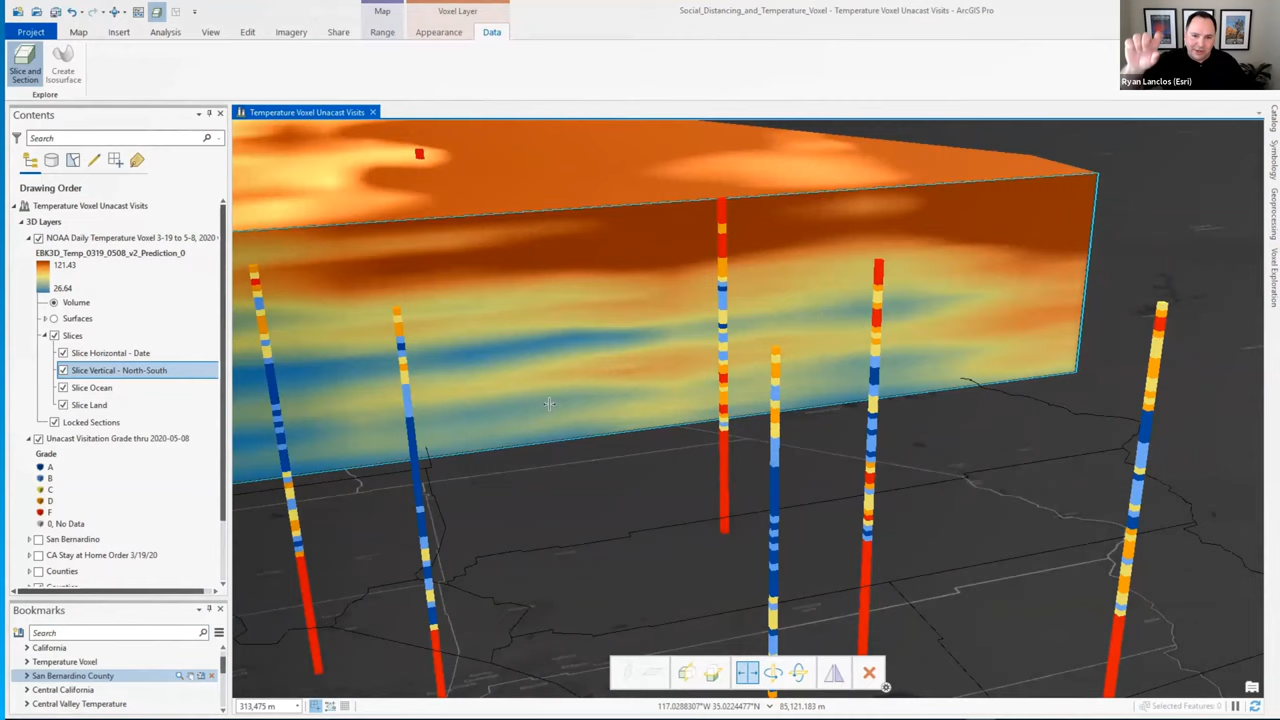 Map
Voxel Layer
Social_Distancing_and_Temperature_Voxel - Temperature Voxel Unacast Visits - ArcGIS Pro
Project
Map
Insert
Analysis
View
Edit
Imagery
Share
Range
Appearance
Data
Slice and
Section
Create
Isosurface
Explore
Ryan Lanclos (Esri)
Contents
Search
Drawing Order
Temperature Voxel Unacast Visits
3D Layers
NOAA Daily Temperature Voxel 3-19 to 5-8, 2020
EBK3D_Temp_0319_0508_v2_Prediction_0
121.43
26.64
Volume
Surfaces
Slices
Slice Horizontal - Date
Slice Vertical - North-South
Slice Ocean
Slice Land
Locked Sections
Unacast Visitation Grade thru 2020-05-08
Grade
A
B
C
D
F
0, No Data
San Bernardino
CA Stay at Home Order 3/19/20
Counties
Bookmarks
Search
California
Temperature Voxel
San Bernardino County
Central California
Central Valley Temperature
Temperature Voxel Unacast Visits
Catalog
Symbology
Geoprocessing
Voxel Exploration
313,475 m
117.0288307°W 35.0224477°N
85,121.183 m
Selected Features: 0